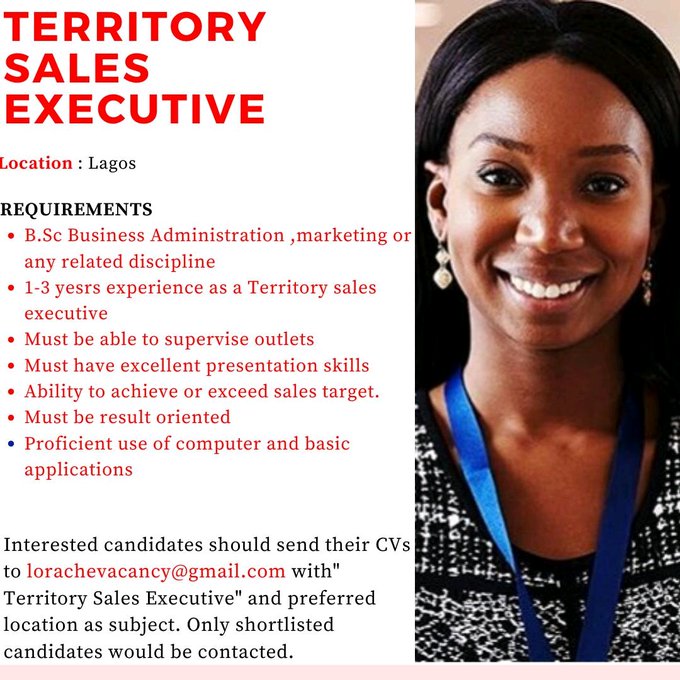 TERRITORY
SALES
EXECUTIVE
Location : Lagos
REQUIREMENTS
• B.Sc Business Administration ,marketing or
any related discipline
• 1-3 yesrs experience as a Territory sales
executive
• Must be able to supervise outlets
• Must have excellent presentation skills
• Ability to achieve or exceed sales target.
• Must be result oriented
• Proficient use of computer and basic
applications
Interested candidates should send their CVs
to lorachevacancy@gmail.com with"
Territory Sales Executive" and preferred
location as subject. Only shortlisted
candidates would be contacted.